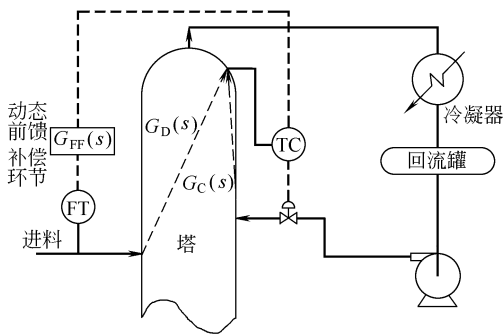 动态
前馈
补偿
环节
G_FF(s)
FT
进料
G_D(s)
G_C(s)
塔
TC
冷凝器
回流罐